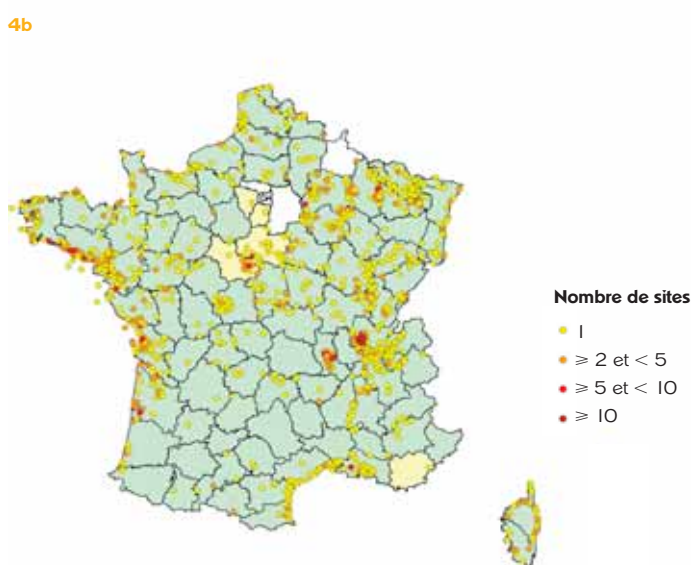 4b
Nombre de sites
1
≥ 2 et < 5
≥ 5 et < 10
≥ 10